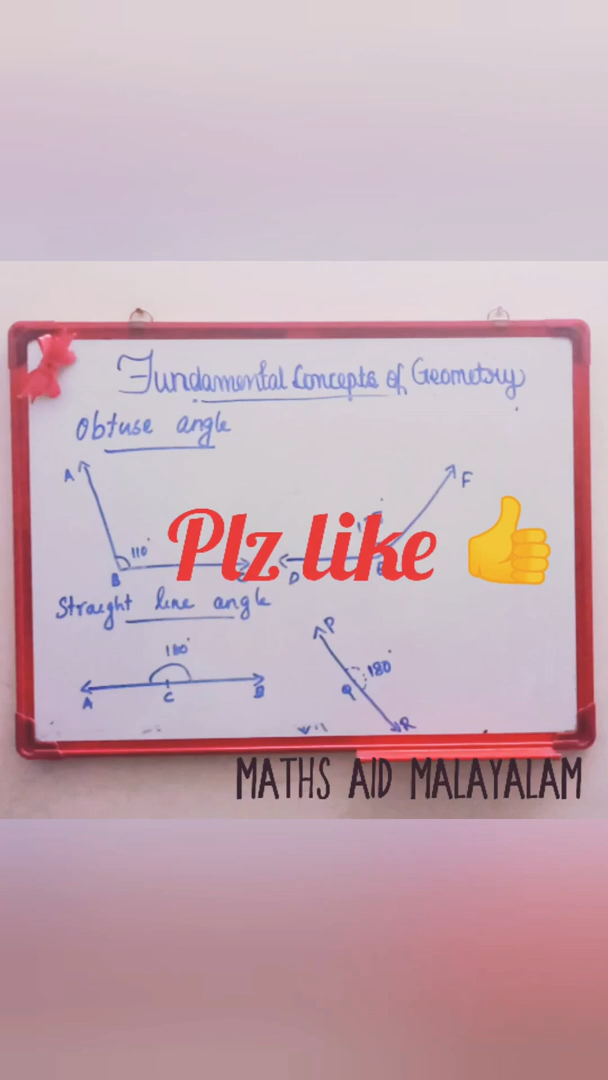 Fundamental Concepts of Geometry
Obtuse angle
A
F
110°
Plz like 👍
B
D
Straight line angle
180°
P
180°
A
C
B
Q
R
MATHS AID MALAYALAM